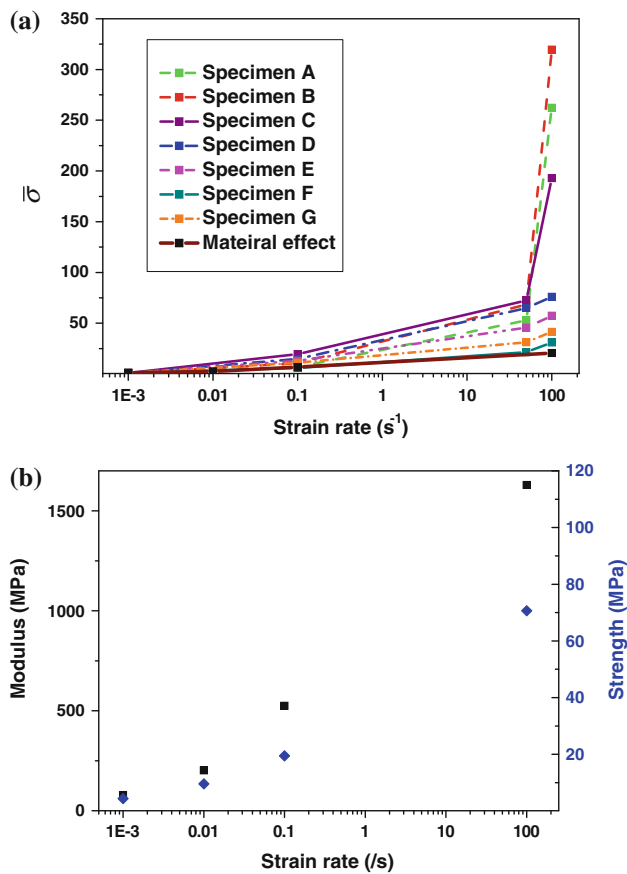 (a)
350
300
250
200
150
100
50
σ̿
Specimen A
Specimen B
Specimen C
Specimen D
Specimen E
Specimen F
Specimen G
Mateiral effect
1E-3 0.01 0.1 1 10 100
Strain rate (s⁻¹)
(b)
1500
1000
500
0
Modulus (MPa)
120
100
80
60
40
20
Strength (MPa)
1E-3 0.01 0.1 1 10 100
Strain rate (/s)